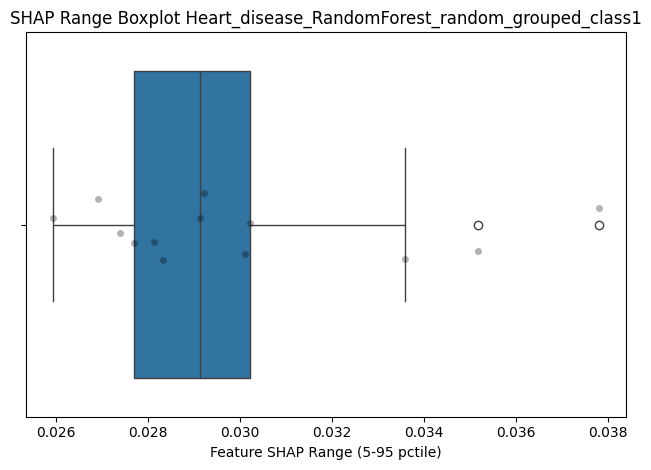 SHAP Range Boxplot Heart_disease_RandomForest_random_grouped_class1
0.026 0.028 0.030 0.032 0.034 0.036 0.038
Feature SHAP Range (5-95 pctile)